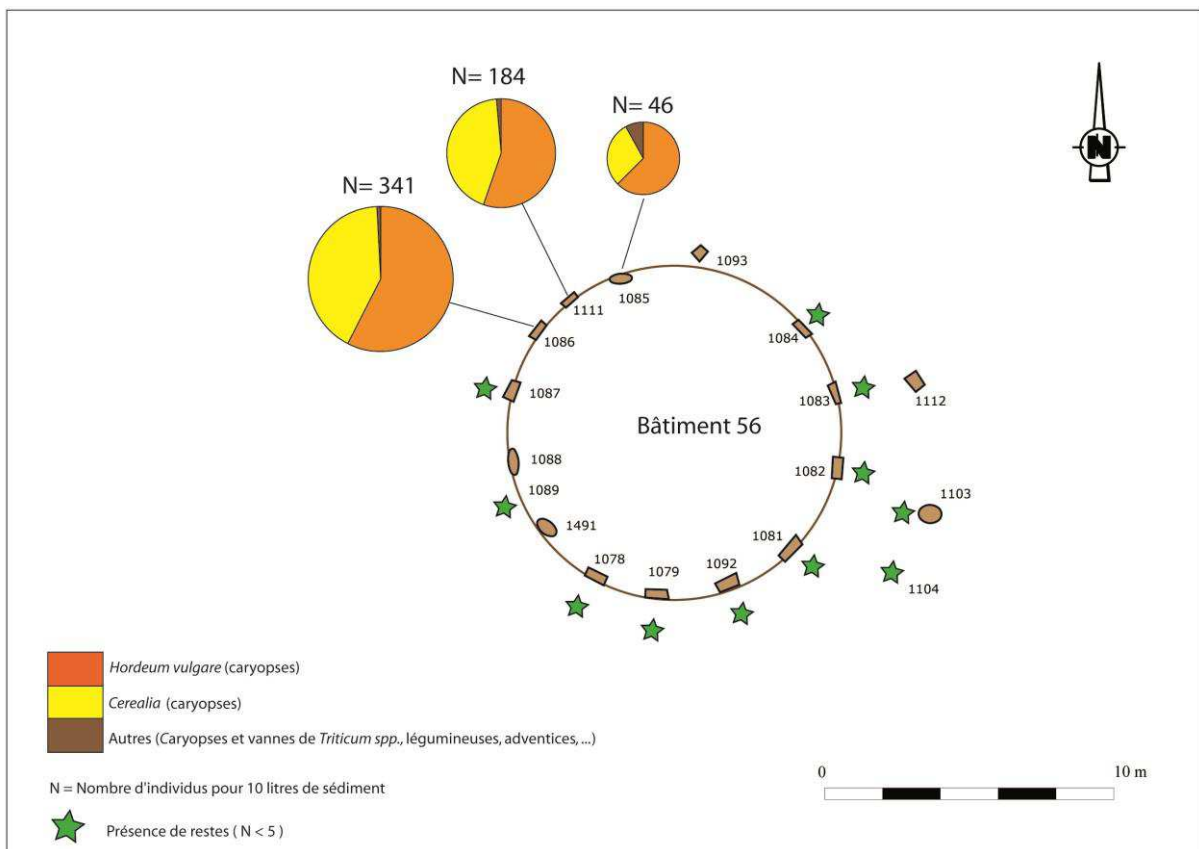 N= 184
N= 46
N= 341
N
1093
1085
1111
1086
1084
1087
1083
1112
Bâtiment 56
1088
1082
1089
1103
1491
1081
1078
1079
1092
1104
Hordeum vulgare (caryopses)
Cerealia (caryopses)
Autres (Caryopses et vannes de Triticum spp., légumineuses, adventices, ...)
N = Nombre d'individus pour 10 litres de sédiment
Présence de restes ( N < 5 )
0 10 m